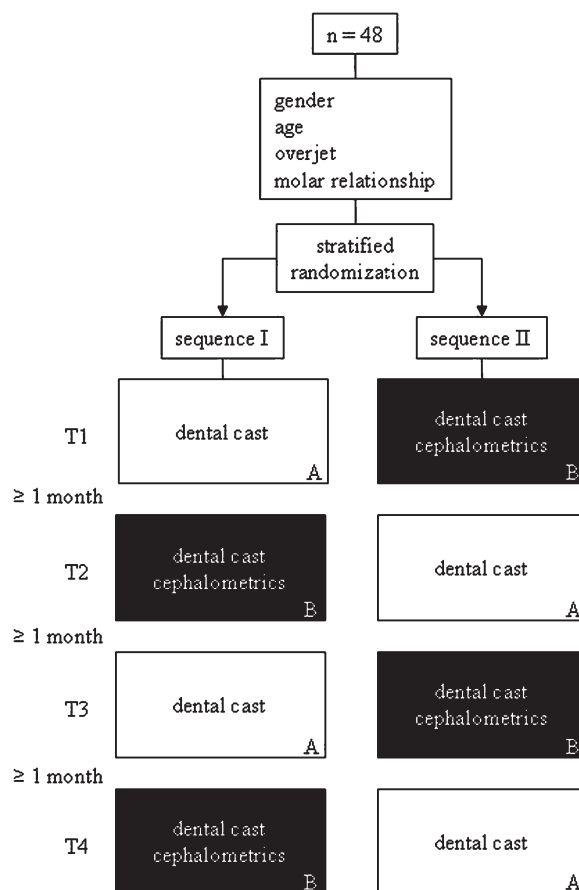 n = 48
gender
age
overjet
molar relationship
stratified
randomization
sequence I
sequence II
T1
dental cast
A
dental cast
cephalometrics
B
≥ 1 month
T2
dental cast
cephalometrics
B
dental cast
A
≥ 1 month
T3
dental cast
A
dental cast
cephalometrics
B
≥ 1 month
T4
dental cast
cephalometrics
B
dental cast
A